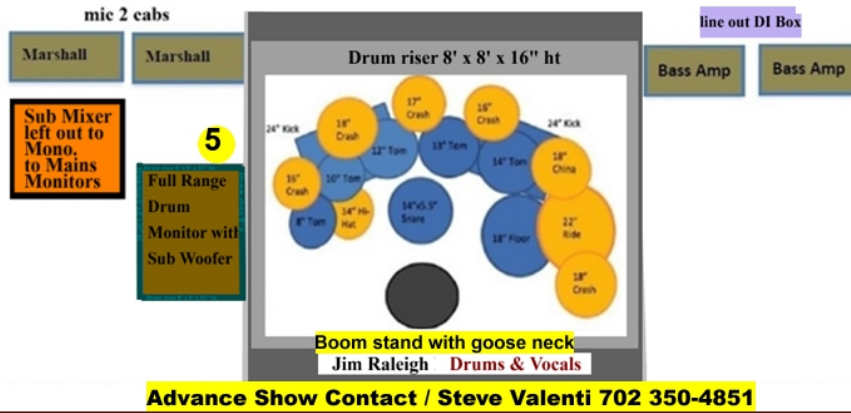 mic 2 cabs
line out DI Box
Marshall
Marshall
Drum riser 8' x 8' x 16" ht
Bass Amp
Bass Amp
Sub Mixer
left out to
Mono.
to Mains
Monitors
5
Full Range
Drum
Monitor with
Sub Woofer
24" Kick
18"
Crash
17"
Crash
16"
Crash
24" Kick
12" Tom
13" Tom
14" Tom
18"
China
16"
Crash
10" Tom
8" Tom
14" Hi-
Hat
14"x5.5"
Snare
18" Floor
22"
Ride
18"
Crash
Boom stand with goose neck
Jim Raleigh Drums & Vocals
Advance Show Contact / Steve Valenti 702 350-4851